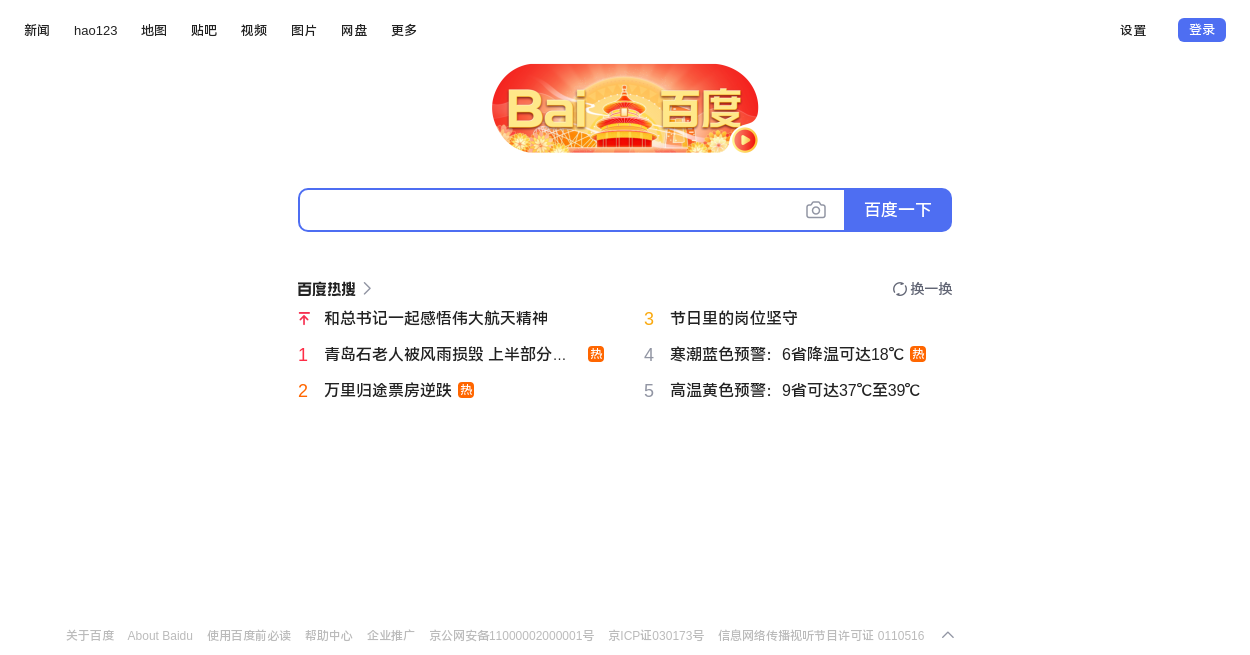 新闻 hao123 地图 贴吧 视频 图片 网盘 更多 设置 登录
Bai 百度
百度一下
百度热搜 换一换
和总书记一起感悟伟大航天精神
1 青岛石老人被风雨损毁 上半部分... 热
2 万里归途票房逆跌 热
3 节日里的岗位坚守
4 寒潮蓝色预警：6省降温可达18℃ 热
5 高温黄色预警：9省可达37℃至39℃
关于百度 About Baidu 使用百度前必读 帮助中心 企业推广 京公网安备11000002000001号 京ICP证030173号 信息网络传播视听节目许可证 0110516